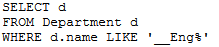 SELECT d
FROM Department d
WHERE d.name LIKE '__Eng%'